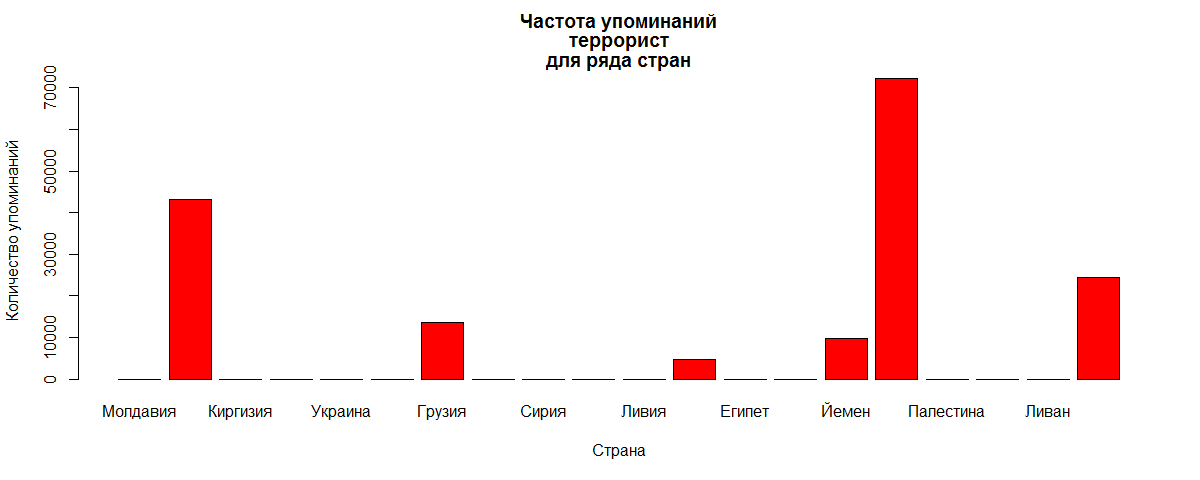 Частота упоминаний
террорист
для ряда стран
Количество упоминаний
70000
50000
30000
10000
0
Молдавия Киргизия Украина Грузия Сирия Ливия Египет Йемен Палестина Ливан
Страна